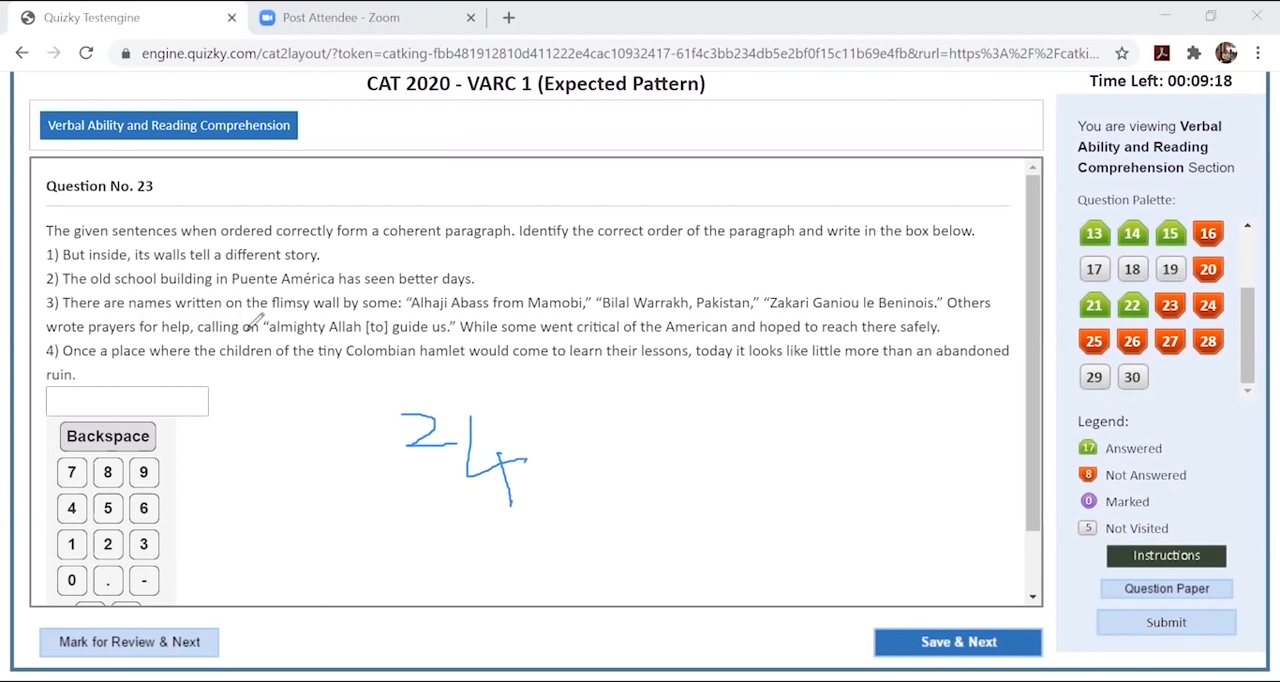 Quizky Testengine
Post Attendee - Zoom
engine.quizky.com/cat2layout/?token=catking-fbb481912810d411222e4cac10932417-61f4c3bb234db5e2bf0f15c11b69e4fb&rurl=https%3A%2F%2Fcatki...
CAT 2020 - VARC 1 (Expected Pattern)
Time Left: 00:09:18
Verbal Ability and Reading Comprehension
Question No. 23
The given sentences when ordered correctly form a coherent paragraph. Identify the correct order of the paragraph and write in the box below.
1) But inside, its walls tell a different story.
2) The old school building in Puente América has seen better days.
3) There are names written on the flimsy wall by some: “Alhaji Abass from Mamobi,” “Bilal Warrakh, Pakistan,” “Zakari Ganiou le Beninois.” Others
wrote prayers for help, calling on “almighty Allah [to] guide us.” While some went critical of the American and hoped to reach there safely.
4) Once a place where the children of the tiny Colombian hamlet would come to learn their lessons, today it looks like little more than an abandoned
ruin.
24
Backspace
7 8 9
4 5 6
1 2 3
0 . -
Mark for Review & Next
Save & Next
You are viewing Verbal
Ability and Reading
Comprehension Section
Question Palette:
13 14 15 16
17 18 19 20
21 22 23 24
25 26 27 28
29 30
Legend:
17 Answered
8 Not Answered
0 Marked
5 Not Visited
Instructions
Question Paper
Submit